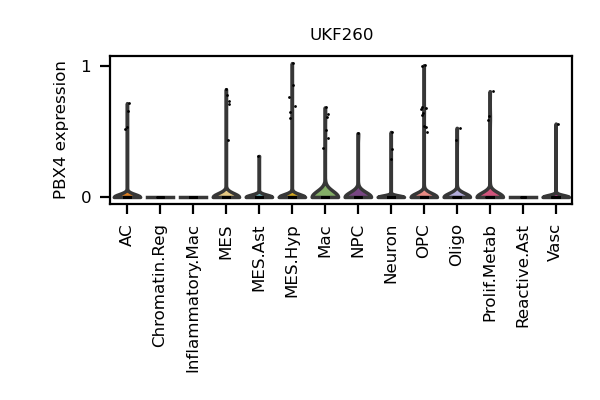 UKF260
PBX4 expression
1
0
AC
Chromatin.Reg
Inflammatory.Mac
MES
MES.Ast
MES.Hyp
Mac
NPC
Neuron
OPC
Oligo
Prolif.Metab
Reactive.Ast
Vasc